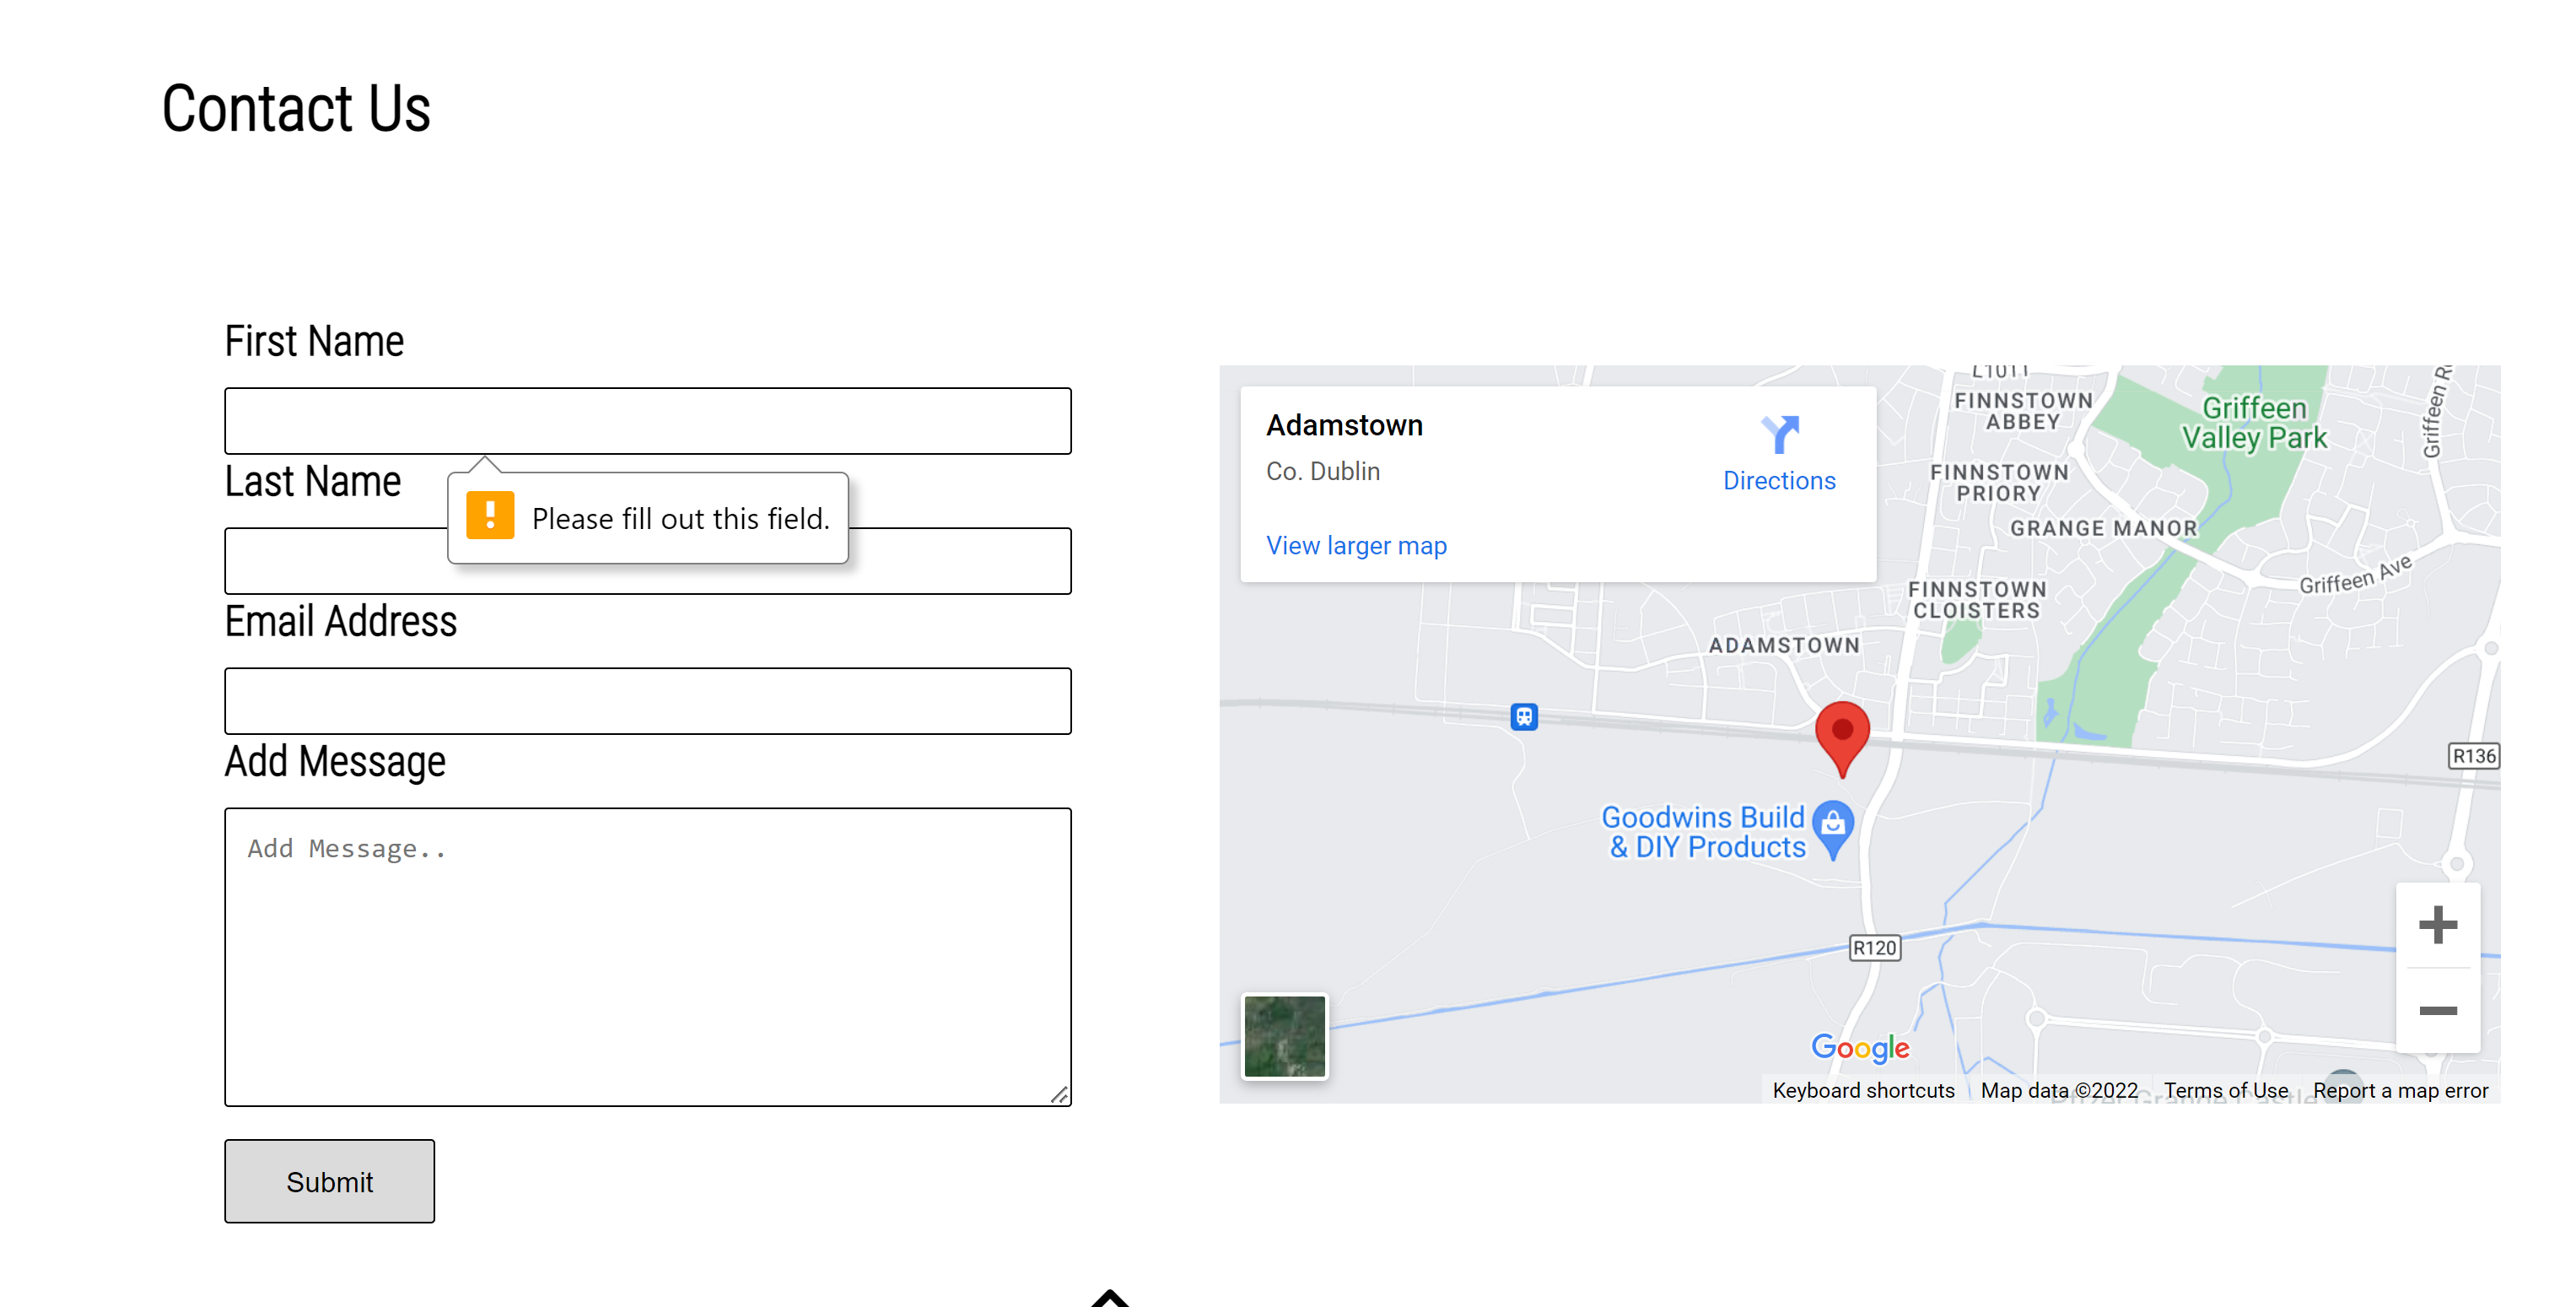 Contact Us
First Name
Last Name
Please fill out this field.
Email Address
Add Message
Add Message..
Submit
Adamstown
Co. Dublin
Directions
View larger map
L1011
FINNSTOWN
ABBEY
Griffeen
Valley Park
FINNSTOWN
PRIORY
GRANGE MANOR
Griffeen Ave
FINNSTOWN
CLOISTERS
ADAMSTOWN
R136
Goodwins Build
& DIY Products
R120
Google
Keyboard shortcuts
Map data ©2022
Terms of Use
Report a map error